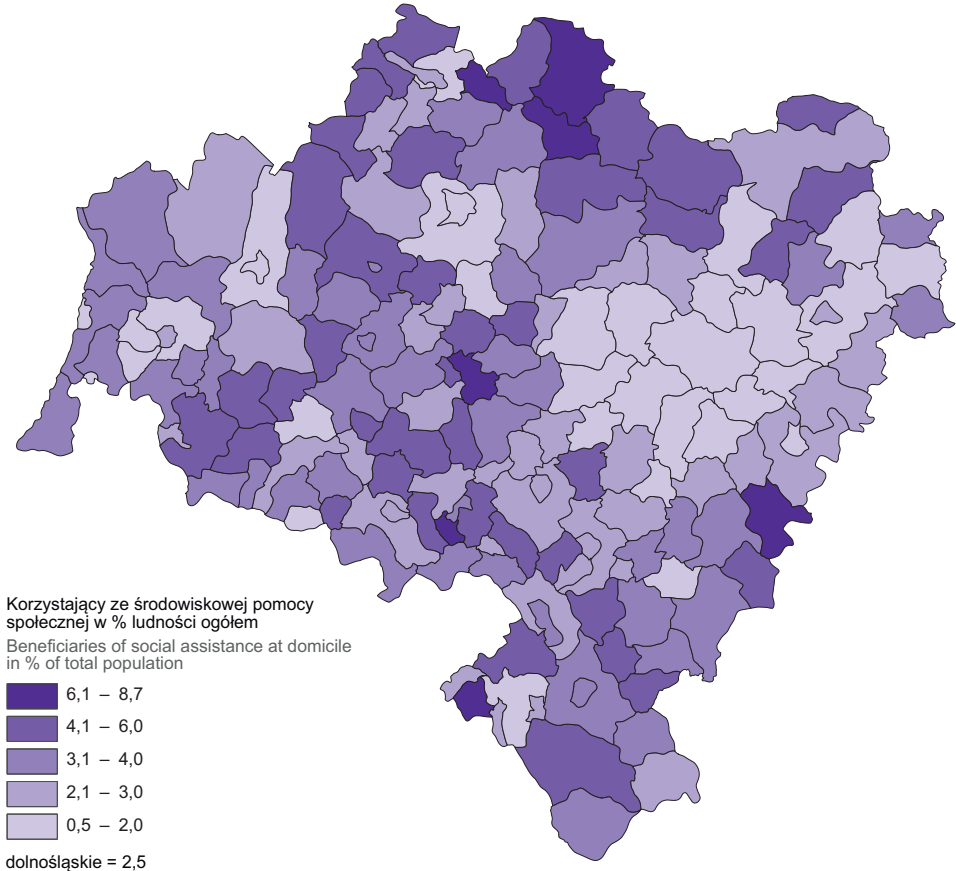 Korzystający ze środowiskowej pomocy
społecznej w % ludności ogółem
Beneficiaries of social assistance at domicile
in % of total population
6,1 – 8,7
4,1 – 6,0
3,1 – 4,0
2,1 – 3,0
0,5 – 2,0
dolnośląskie = 2,5